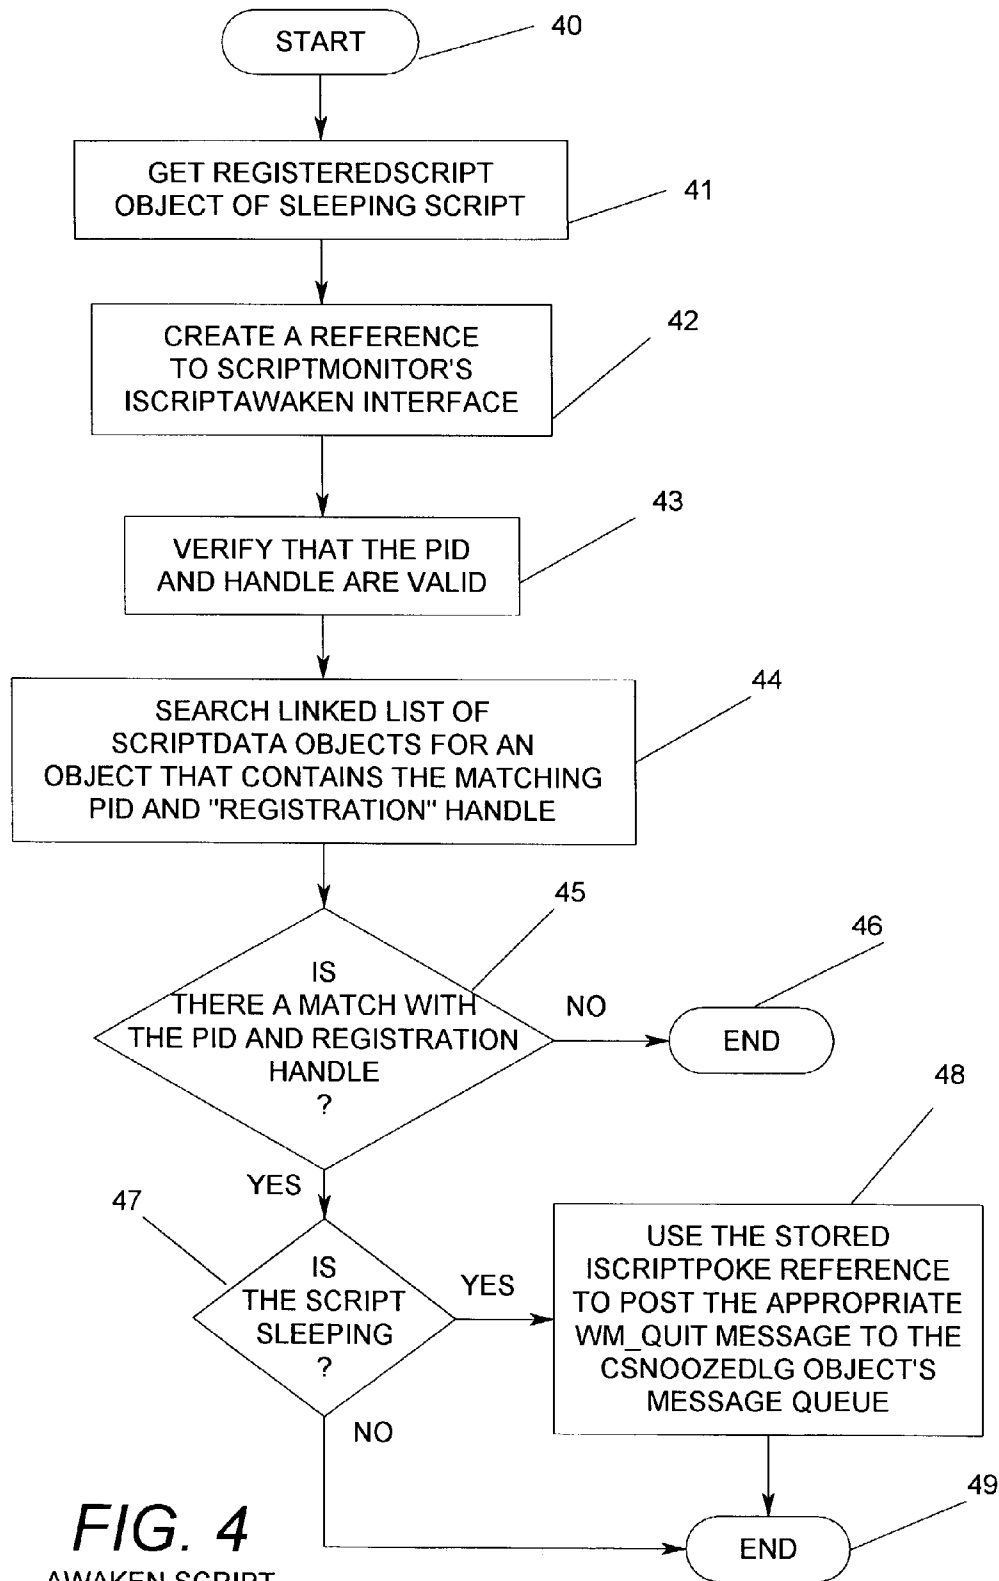 START
40
GET REGISTEREDSCRIPT
OBJECT OF SLEEPING SCRIPT
41
CREATE A REFERENCE
TO SCRIPTMONITOR'S
ISCRIPTAWAKEN INTERFACE
42
VERIFY THAT THE PID
AND HANDLE ARE VALID
43
SEARCH LINKED LIST OF
SCRIPTDATA OBJECTS FOR AN
OBJECT THAT CONTAINS THE MATCHING
PID AND "REGISTRATION" HANDLE
44
IS
THERE A MATCH WITH
THE PID AND REGISTRATION
HANDLE
?
45
NO
END
46
YES
IS
THE SCRIPT
SLEEPING
?
47
YES
USE THE STORED
ISCRIPTPOKE REFERENCE
TO POST THE APPROPRIATE
WM_QUIT MESSAGE TO THE
CSNOOZEDLG OBJECT'S
MESSAGE QUEUE
48
NO
END
49
FIG. 4
AWAKEN SCRIPT